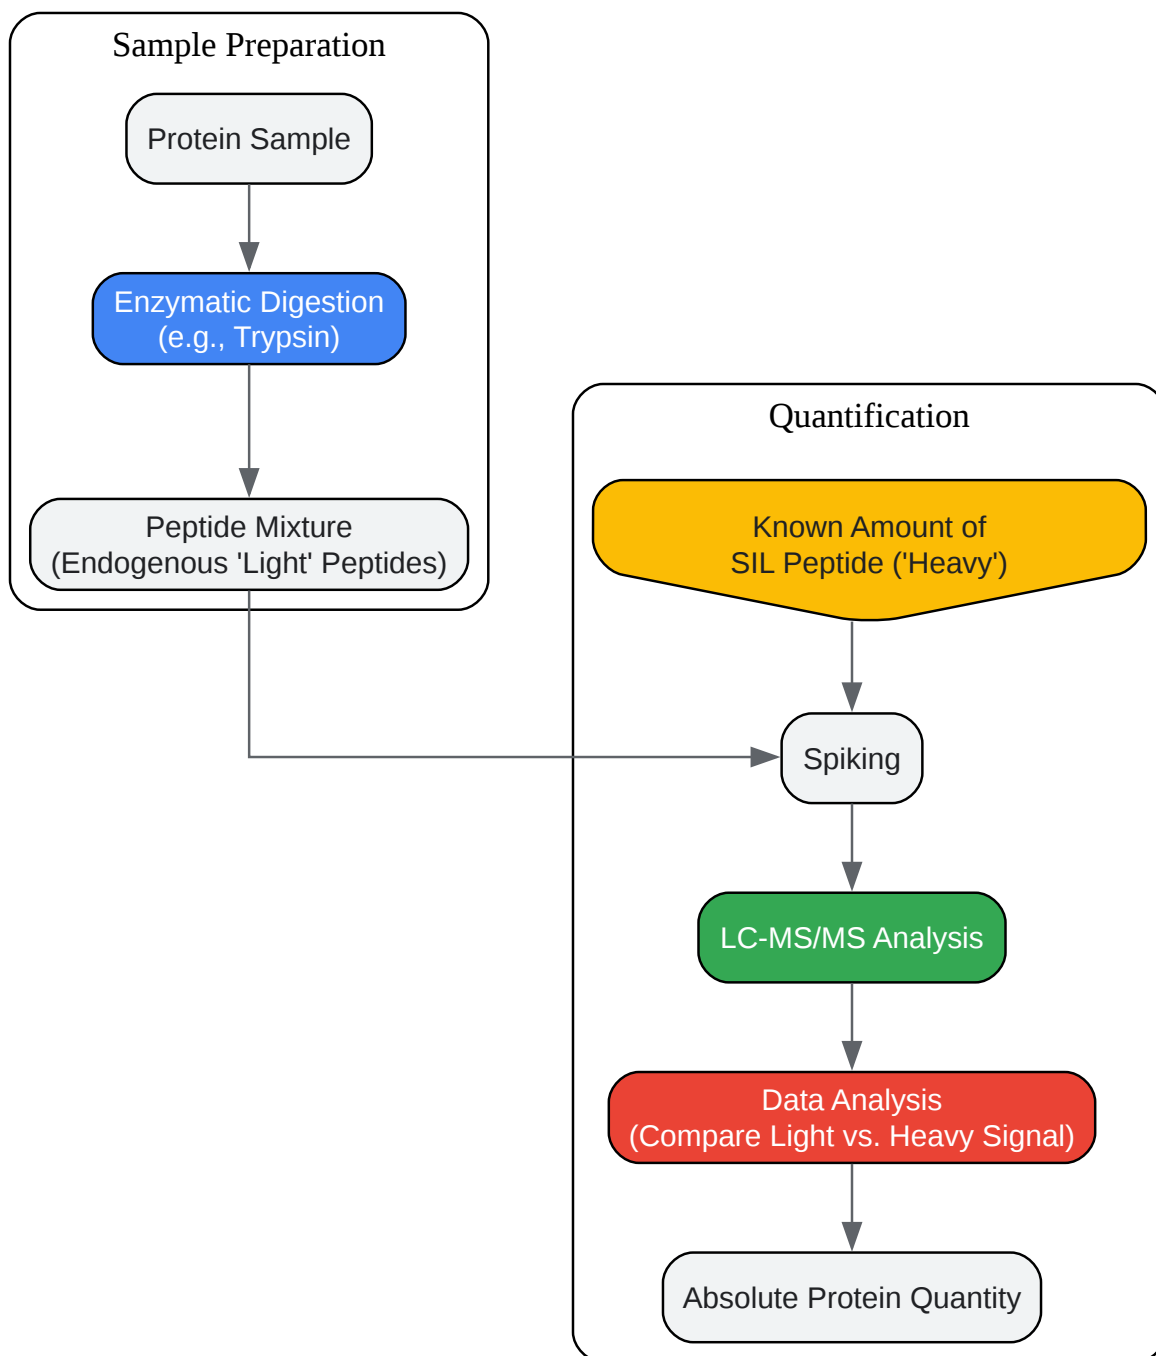 Sample Preparation
Protein Sample
Enzymatic Digestion
(e.g., Trypsin)
Peptide Mixture
(Endogenous 'Light' Peptides)
Quantification
Known Amount of
SIL Peptide ('Heavy')
Spiking
LC-MS/MS Analysis
Data Analysis
(Compare Light vs. Heavy Signal)
Absolute Protein Quantity